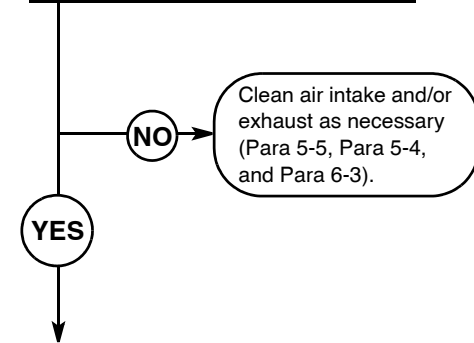 NO
Clean air intake and/or
exhaust as necessary
(Para 5-5, Para 5-4,
and Para 6-3).
YES